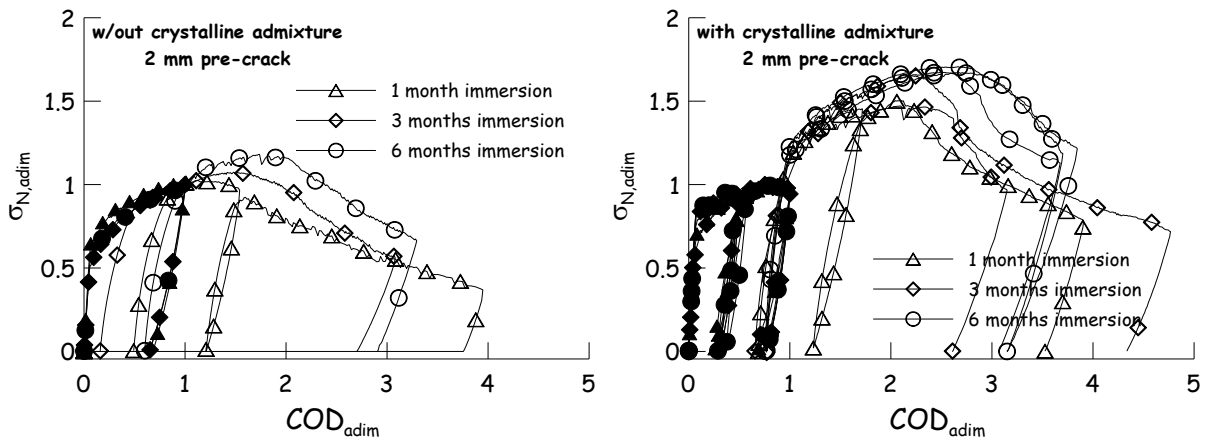 2
w/out crystalline admixture
2 mm pre-crack
1 month immersion
3 months immersion
6 months immersion
1.5
1
0.5
0
σN,adim
0 1 2 3 4 5
CODadim
2
with crystalline admixture
2 mm pre-crack
1.5
1
0.5
0
σN,adim
1 month immersion
3 months immersion
6 months immersion
0 1 2 3 4 5
CODadim